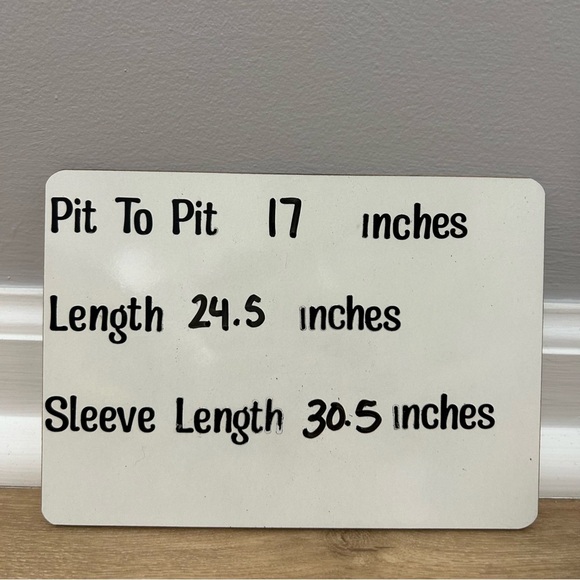 Pit To Pit 17 inches
Length 24.5 inches
Sleeve Length 30.5 inches